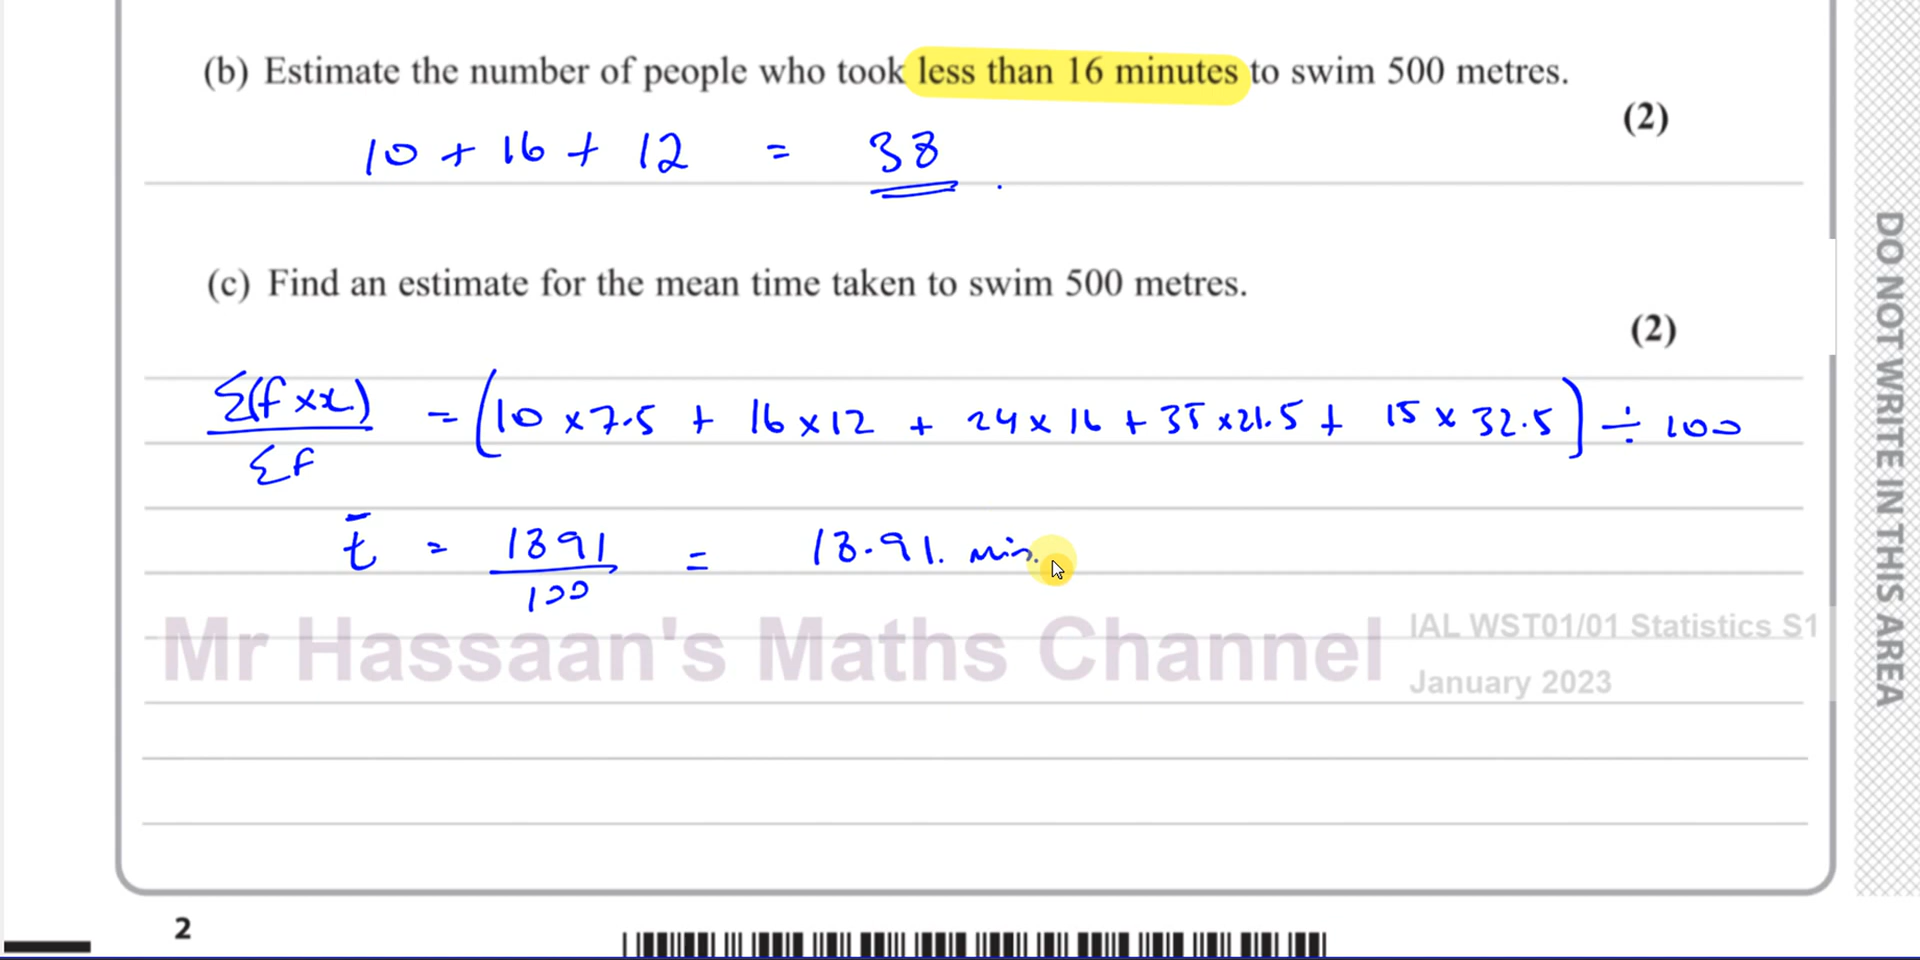 (b) Estimate the number of people who took less than 16 minutes to swim 500 metres.
(2)
10 + 16 + 12 = 38
(c) Find an estimate for the mean time taken to swim 500 metres.
(2)
Σ(f×x) / Σf = (10 × 7.5 + 16 × 12 + 24 × 16 + 35 × 21.5 + 15 × 32.5) ÷ 100
t̄ = 1891 / 100 = 18.91. min.
Mr Hassaan's Maths Channel
IAL WST01/01 Statistics S1
January 2023
2
DO NOT WRITE IN THIS AREA